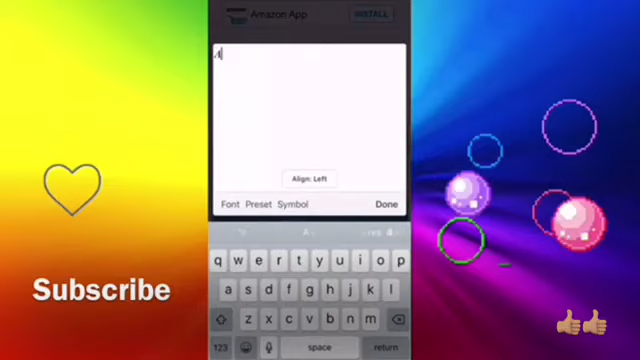 Amazon App
INSTALL
A
Align: Left
Font Preset Symbol
Done
q w e r t y u i o p
a s d f g h j k l
z x c v b n m
123
space
return
Subscribe